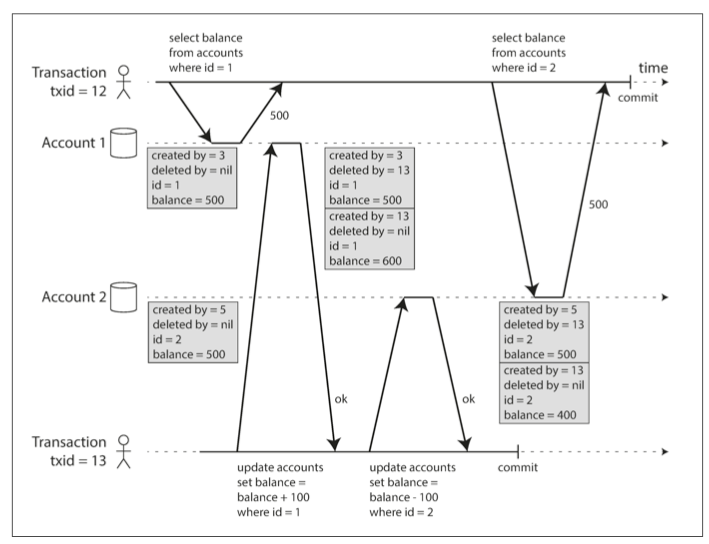 select balance
from accounts
where id = 1
select balance
from accounts
where id = 2
Transaction
txid = 12
time
commit
500
Account 1
created by = 3
deleted by = nil
id = 1
balance = 500
created by = 3
deleted by = 13
id = 1
balance = 500
created by = 13
deleted by = nil
id = 1
balance = 600
500
Account 2
created by = 5
deleted by = nil
id = 2
balance = 500
created by = 5
deleted by = 13
id = 2
balance = 500
created by = 13
deleted by = nil
id = 2
balance = 400
ok
ok
Transaction
txid = 13
update accounts
set balance =
balance + 100
where id = 1
update accounts
set balance =
balance - 100
where id = 2
commit